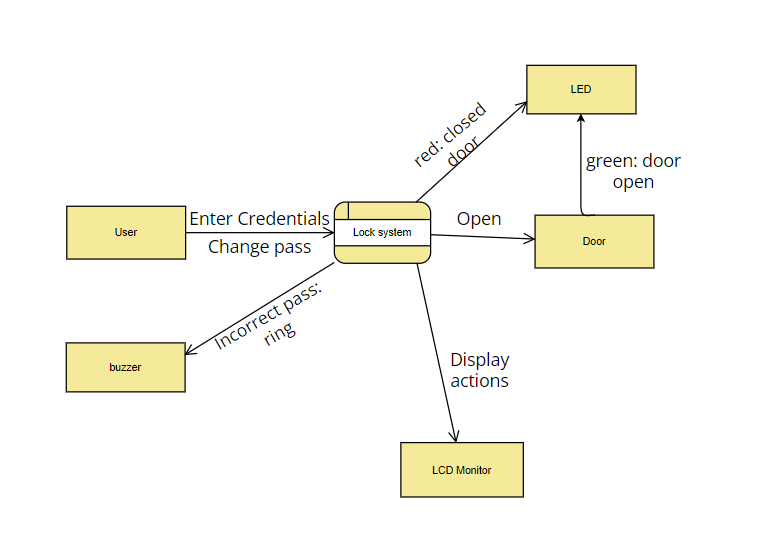 LED
red: closed
door
green: door
open
User
Enter Credentials
Change pass
Lock system
Open
Door
Incorrect pass:
ring
buzzer
Display
actions
LCD Monitor